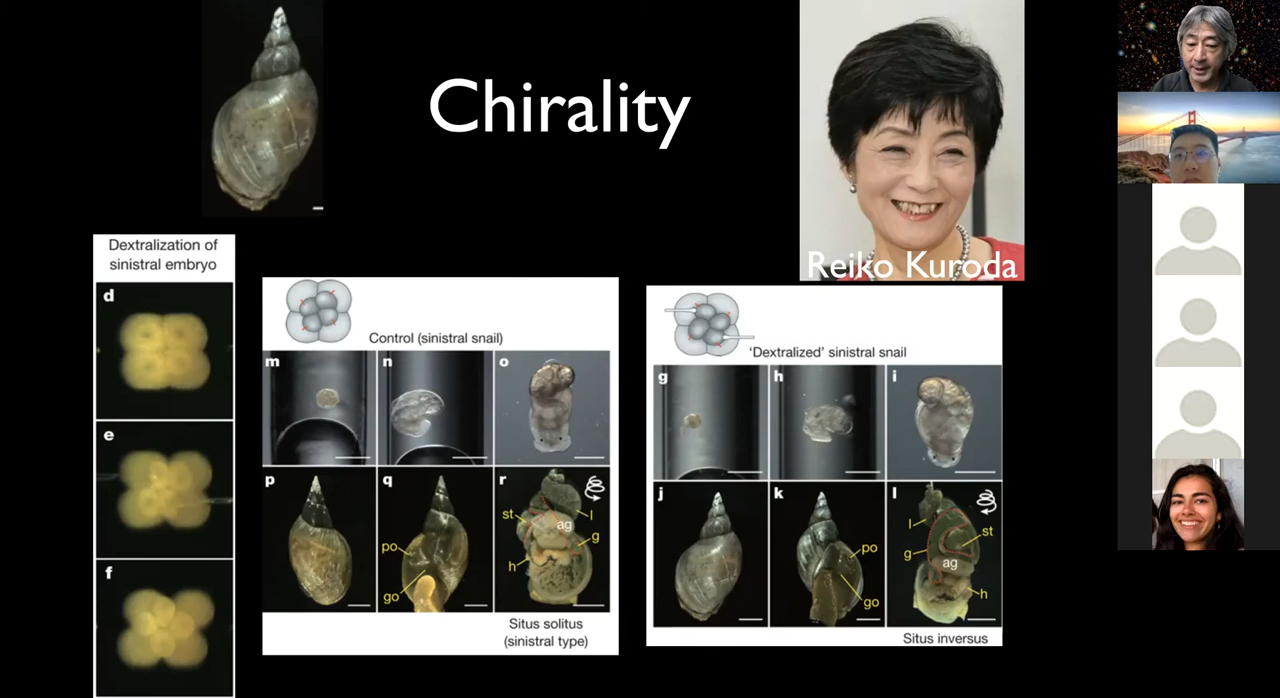 Chirality
Reiko Kuroda
Dextralization of
sinistral embryo
d
e
f
Control (sinistral snail)
m
n
o
p
q
r
po
go
st
ag
l
g
h
'Dextralized' sinistral snail
g
h
i
j
k
l
po
go
l
g
st
ag
h
Situs solitus
(sinistral type)
Situs inversus